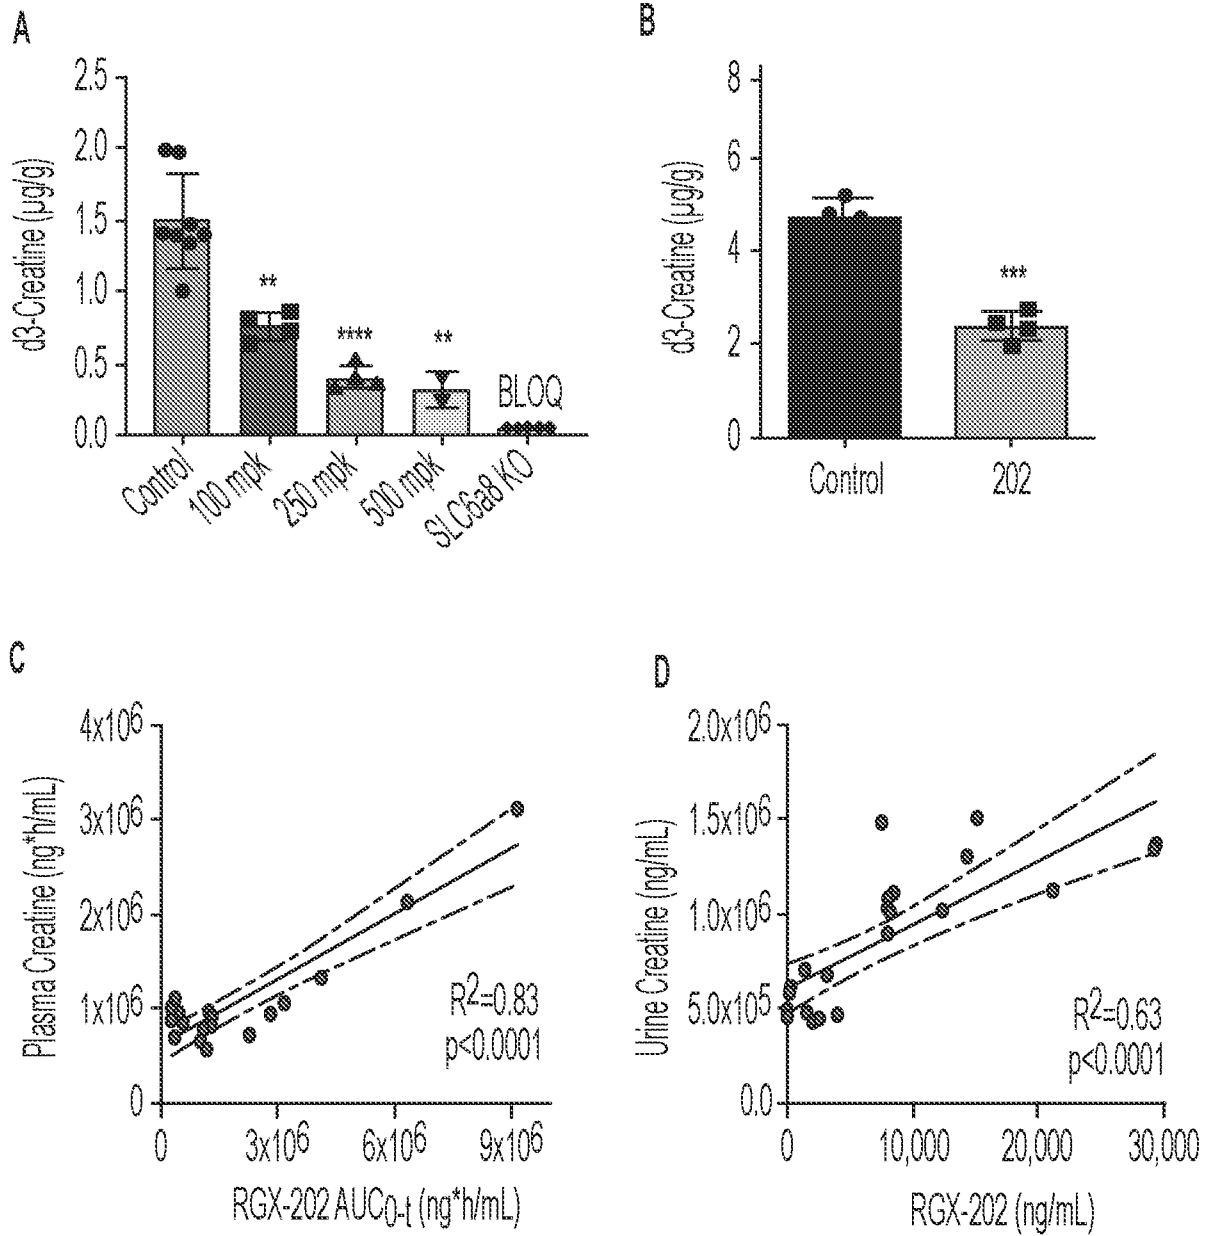 A
d3-Creatine (µg/g)
2.5
2.0
1.5
1.0
0.5
0.0
**
****
**
BLOQ
Control
100 mpk
250 mpk
500 mpk
SLC6a8 KO
B
d3-Creatine (µg/g)
8
6
4
2
0
***
Control
202
C
Plasma Creatine (ng*h/mL)
4x10⁶
3x10⁶
2x10⁶
1x10⁶
0
R²=0.83
p<0.0001
0
3x10⁶
6x10⁶
9x10⁶
RGX-202 AUC₀₋t (ng*h/mL)
D
Urine Creatine (ng/mL)
2.0x10⁶
1.5x10⁶
1.0x10⁶
5.0x10⁵
0.0
R²=0.63
p<0.0001
0
10,000
20,000
30,000
RGX-202 (ng/mL)